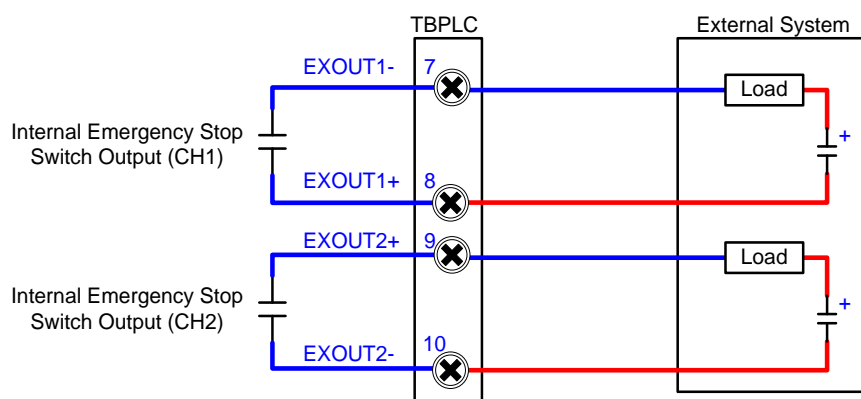 TBPLC
External System
EXOUT1-
7
Load
+
Internal Emergency Stop
Switch Output (CH1)
EXOUT1+
8
EXOUT2+
9
Load
+
Internal Emergency Stop
Switch Output (CH2)
EXOUT2-
10